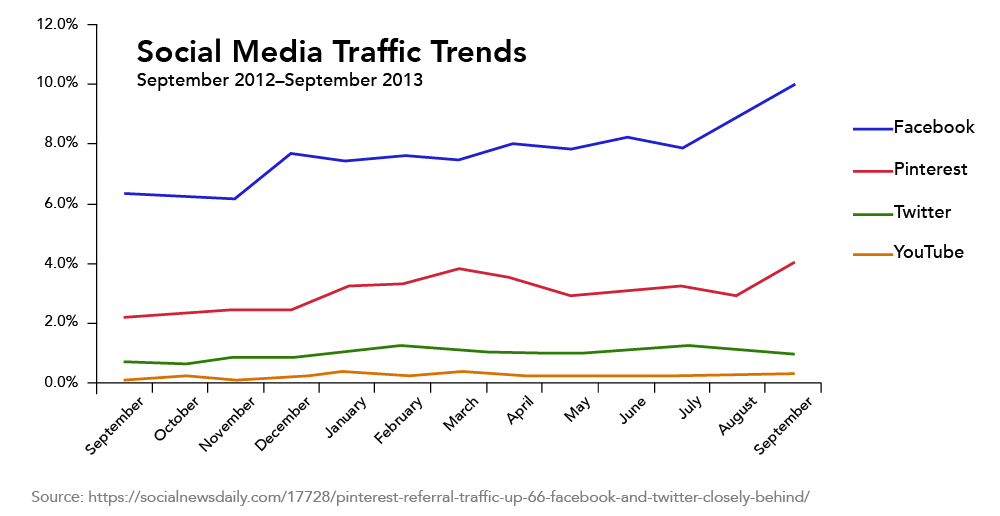 12.0%
Social Media Traffic Trends
September 2012–September 2013
10.0%
8.0%
6.0%
4.0%
2.0%
0.0%
Facebook
Pinterest
Twitter
YouTube
September
October
November
December
January
February
March
April
May
June
July
August
September
Source: https://socialnewsdaily.com/17728/pinterest-referral-traffic-up-66-facebook-and-twitter-closely-behind/